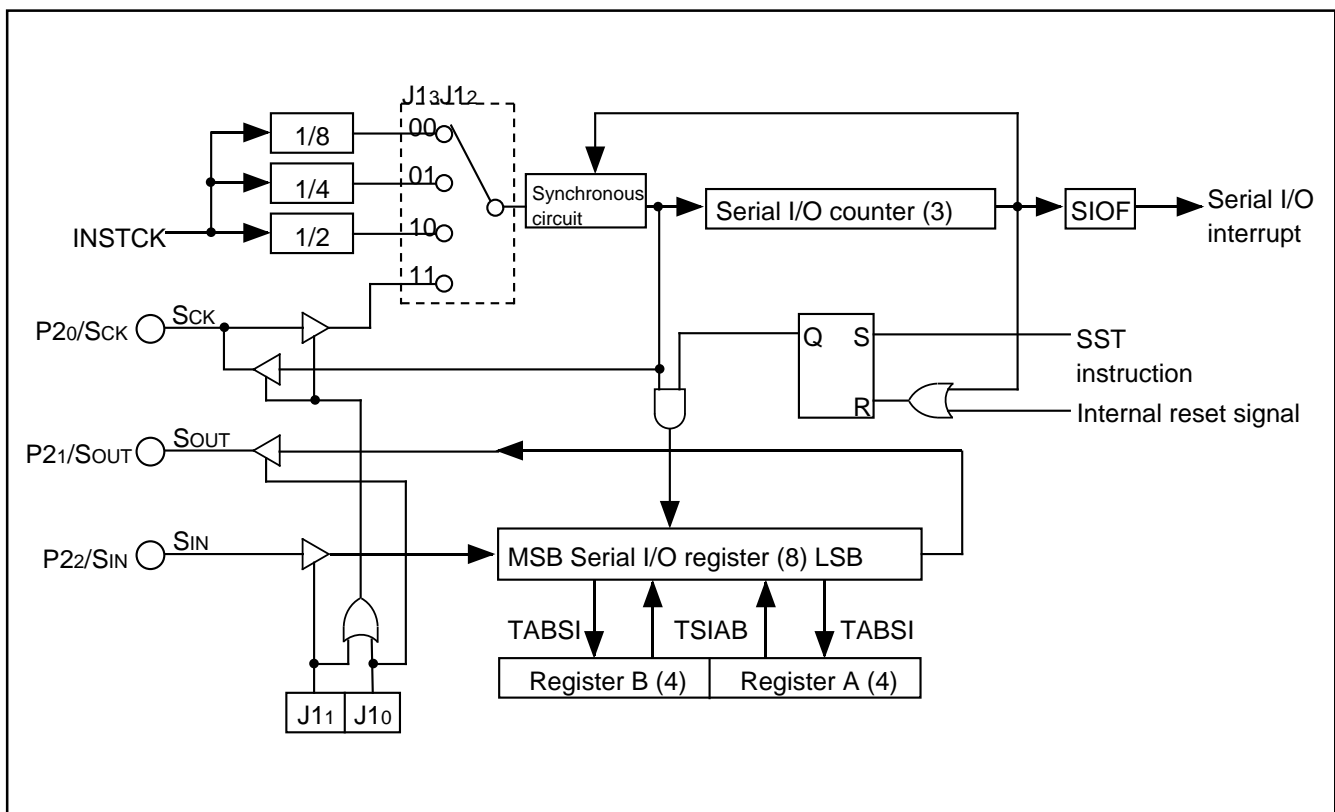 J13J12
00
1/8
01
1/4
Synchronous
circuit
Serial I/O counter (3)
SIOF
Serial I/O
interrupt
INSTCK
1/2
10
11
P20/SCK
SCK
Q
S
SST
instruction
R
Internal reset signal
P21/SOUT
SOUT
P22/SIN
SIN
MSB Serial I/O register (8) LSB
TABSI
TSIAB
TABSI
Register B (4)
Register A (4)
J11
J10